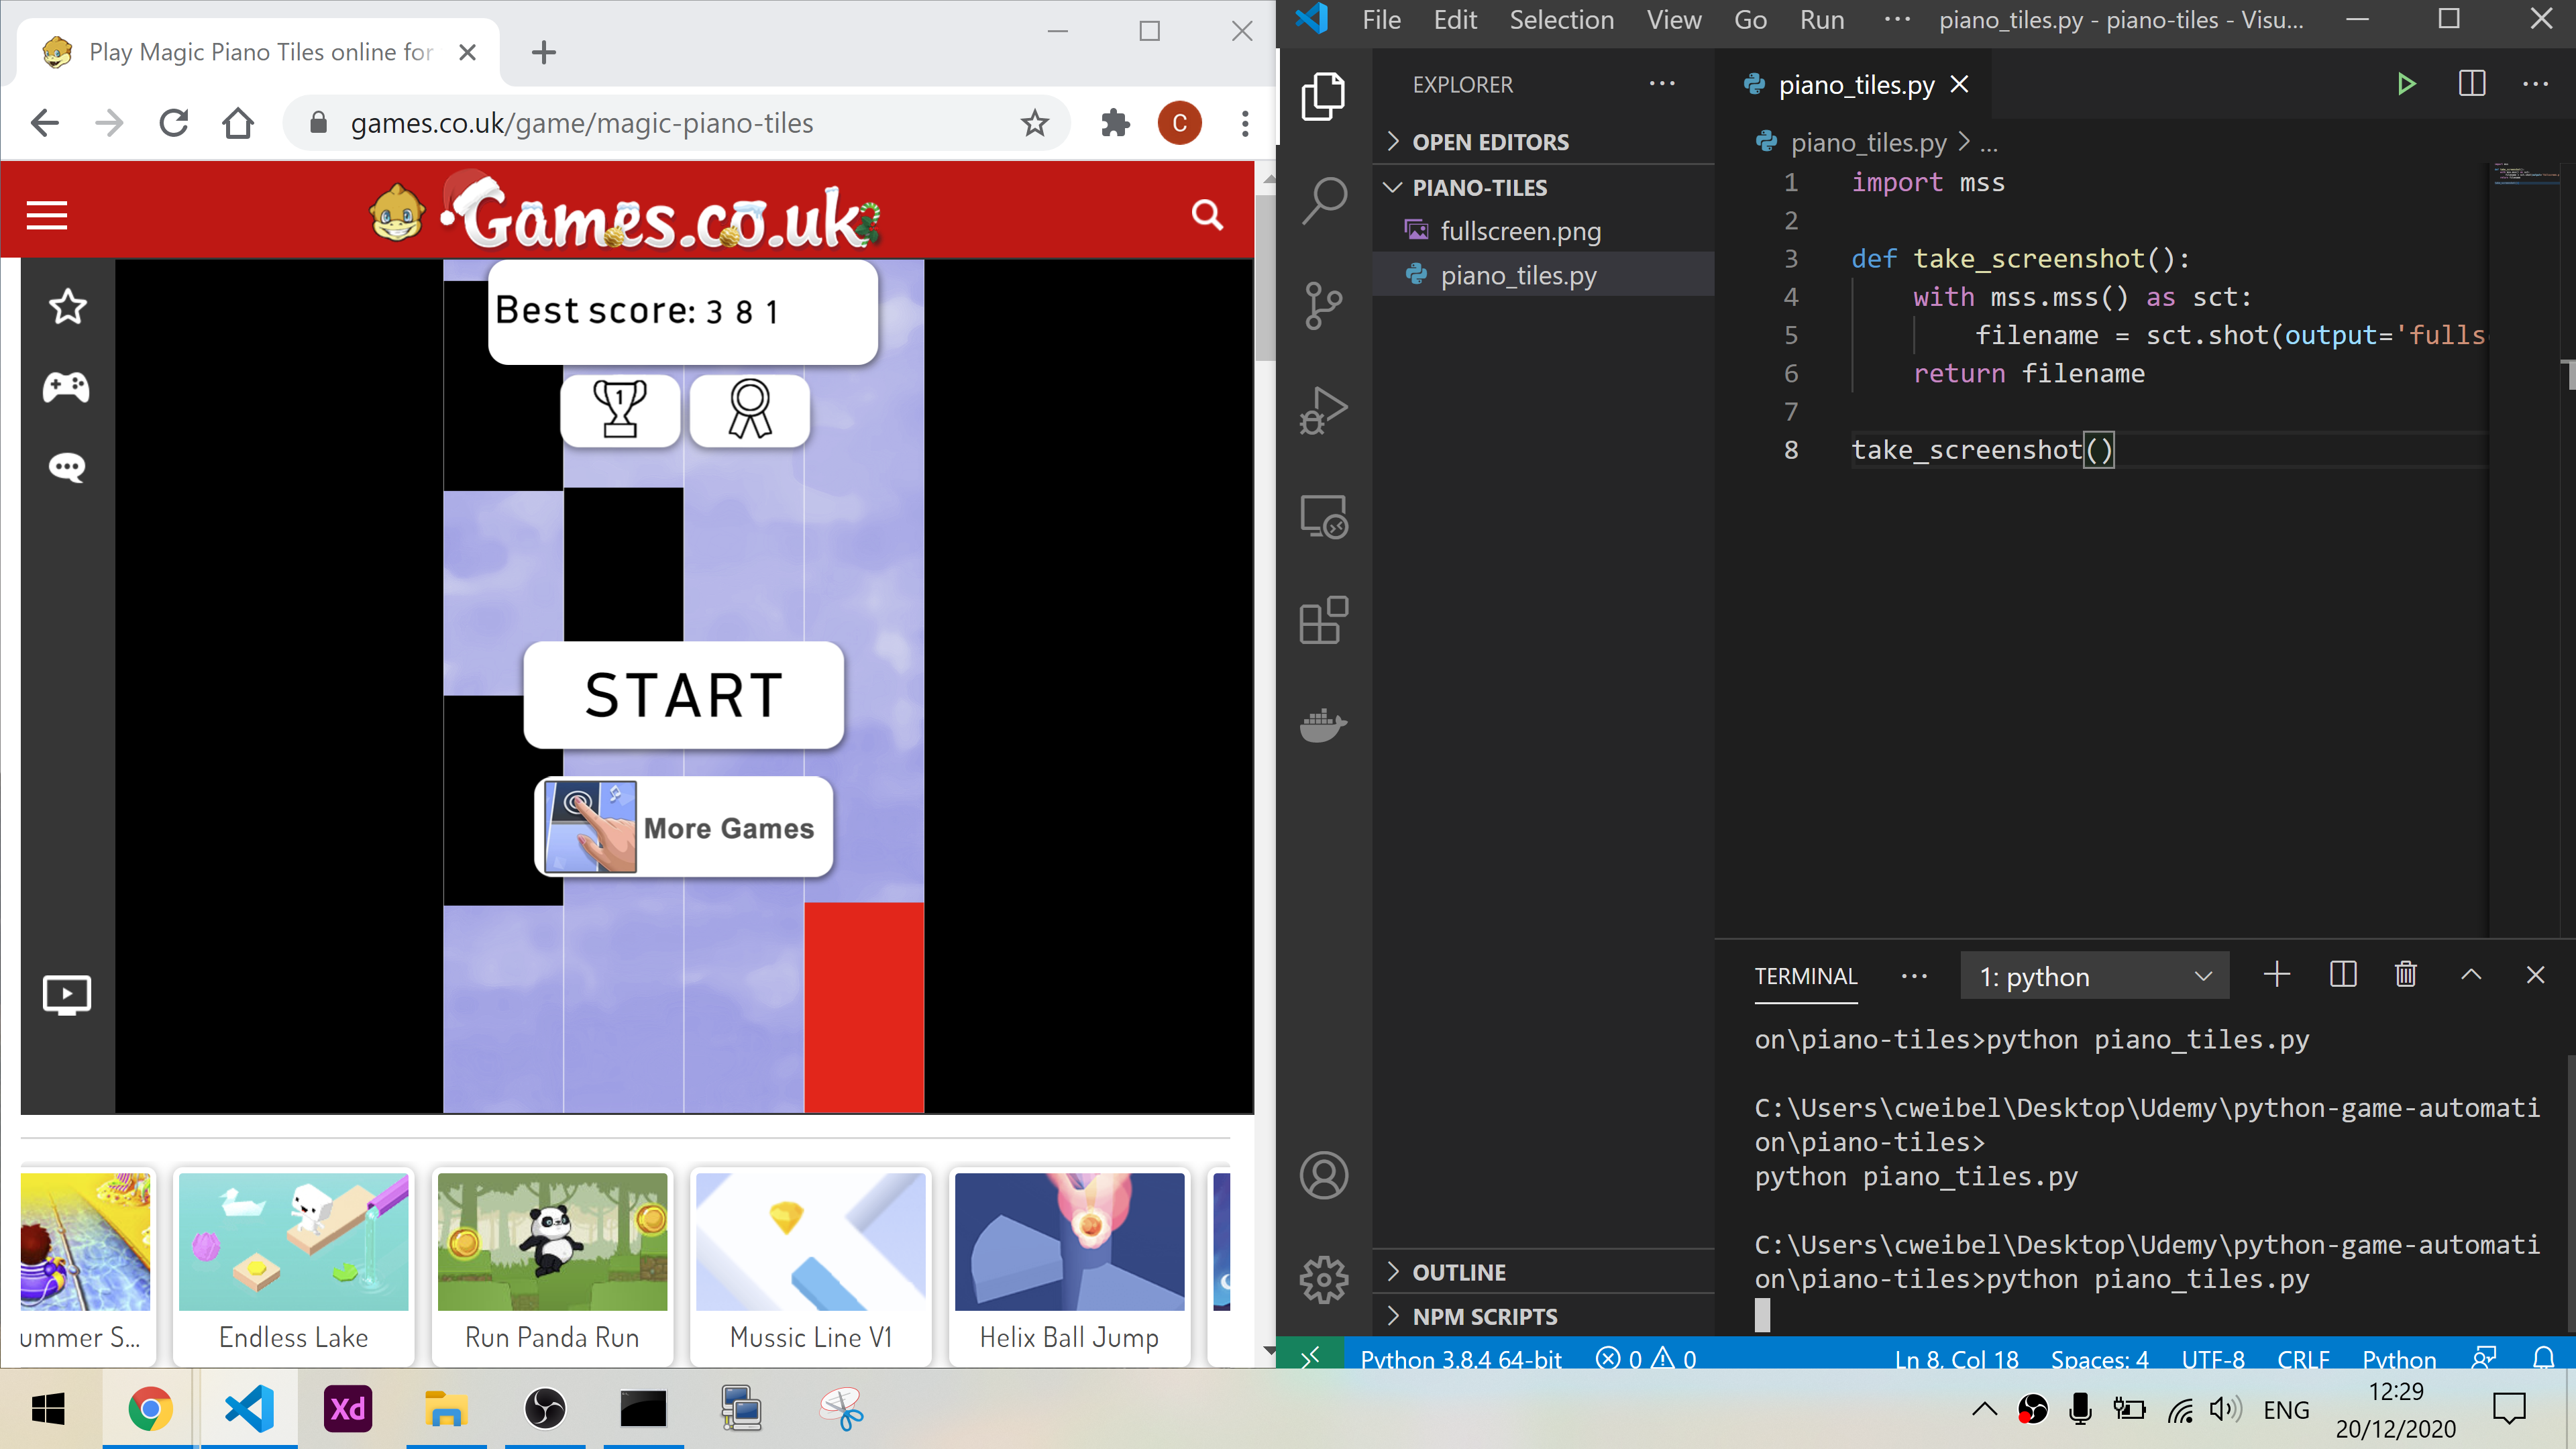 Play Magic Piano Tiles online for
games.co.uk/game/magic-piano-tiles
C
Games.co.uk
Best score: 3 8 1
1
START
More Games
ummer S...
Endless Lake
Run Panda Run
Mussic Line V1
Helix Ball Jump
File Edit Selection View Go Run ··· piano_tiles.py - piano-tiles - Visu...
EXPLORER ···
OPEN EDITORS
PIANO-TILES
fullscreen.png
piano_tiles.py
OUTLINE
NPM SCRIPTS
piano_tiles.py
piano_tiles.py > ...
1 import mss
2
3 def take_screenshot():
4 with mss.mss() as sct:
5 filename = sct.shot(output='fulls
6 return filename
7
8 take_screenshot()
TERMINAL ··· 1: python
on\piano-tiles>python piano_tiles.py
C:\Users\cweibel\Desktop\Udemy\python-game-automati
on\piano-tiles>
python piano_tiles.py
C:\Users\cweibel\Desktop\Udemy\python-game-automati
on\piano-tiles>python piano_tiles.py
Python 3.8.4 64-bit 0 0 Ln 8, Col 18 Spaces: 4 UTF-8 CRLF Python
Xd
ENG
12:29
20/12/2020